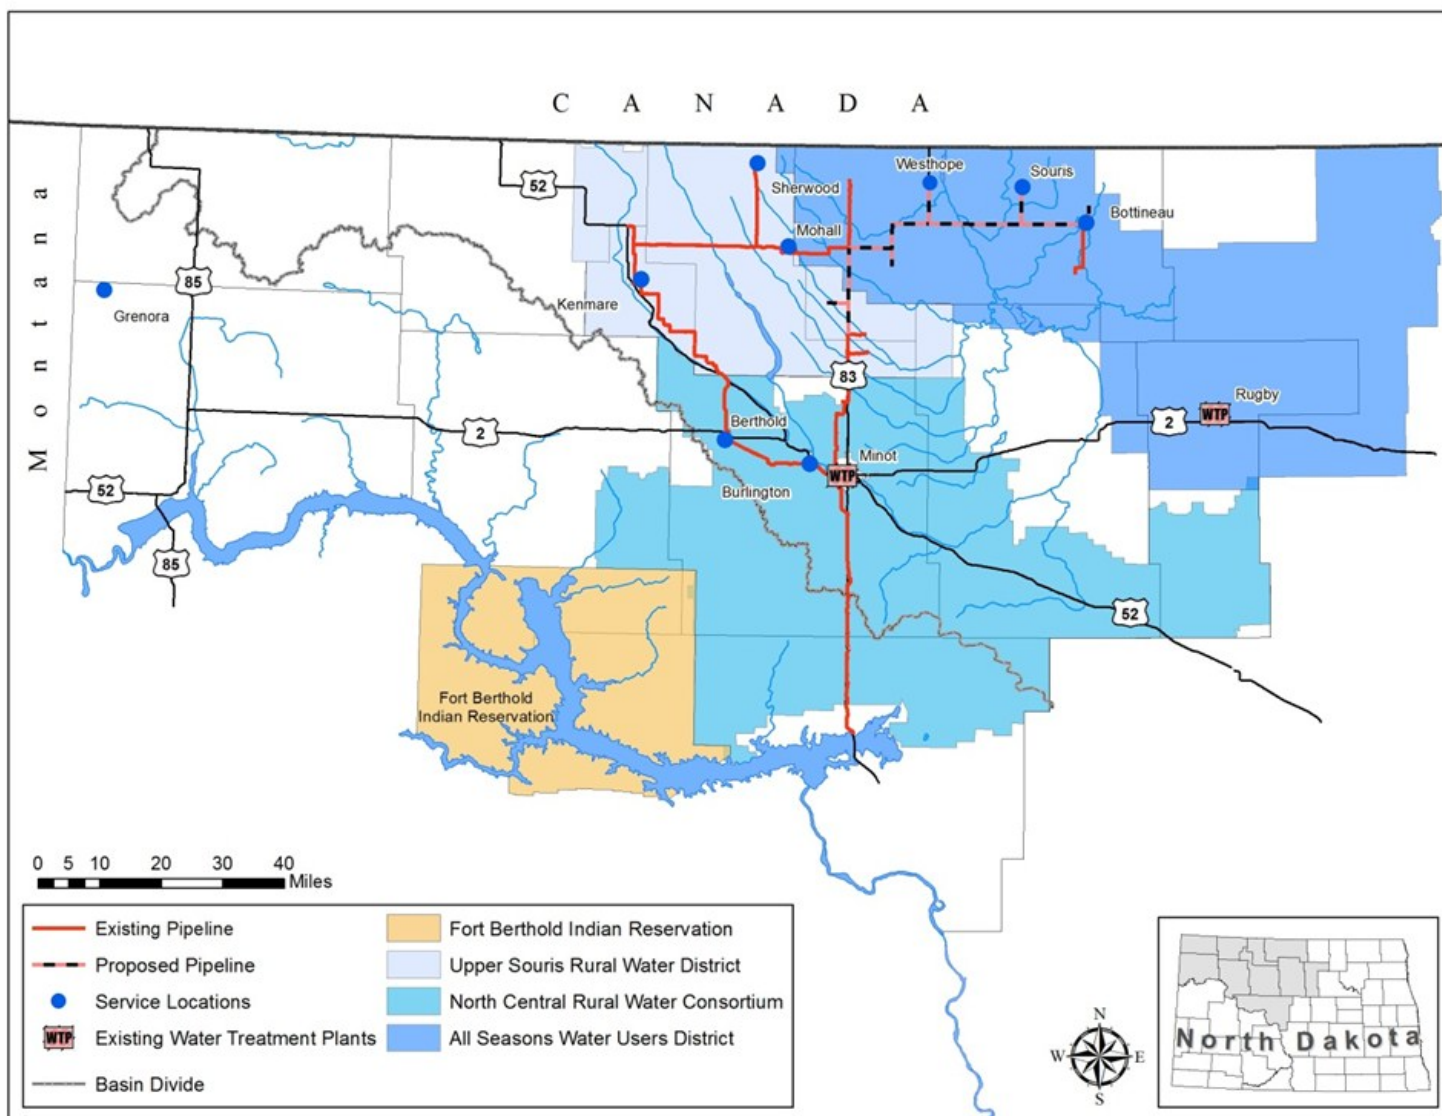 C A N A D A
Montana
52
Westhope
Souris
Sherwood
Bottineau
Mohall
85
Kenmare
Grenora
83
Rugby
WTP
2
Berthold
2
Minot
WTP
52
Burlington
85
52
Fort Berthold
Indian Reservation
0 5 10 20 30 40
Miles
Existing Pipeline
Proposed Pipeline
Service Locations
WTP Existing Water Treatment Plants
Basin Divide
Fort Berthold Indian Reservation
Upper Souris Rural Water District
North Central Rural Water Consortium
All Seasons Water Users District
N
W E
S
North Dakota